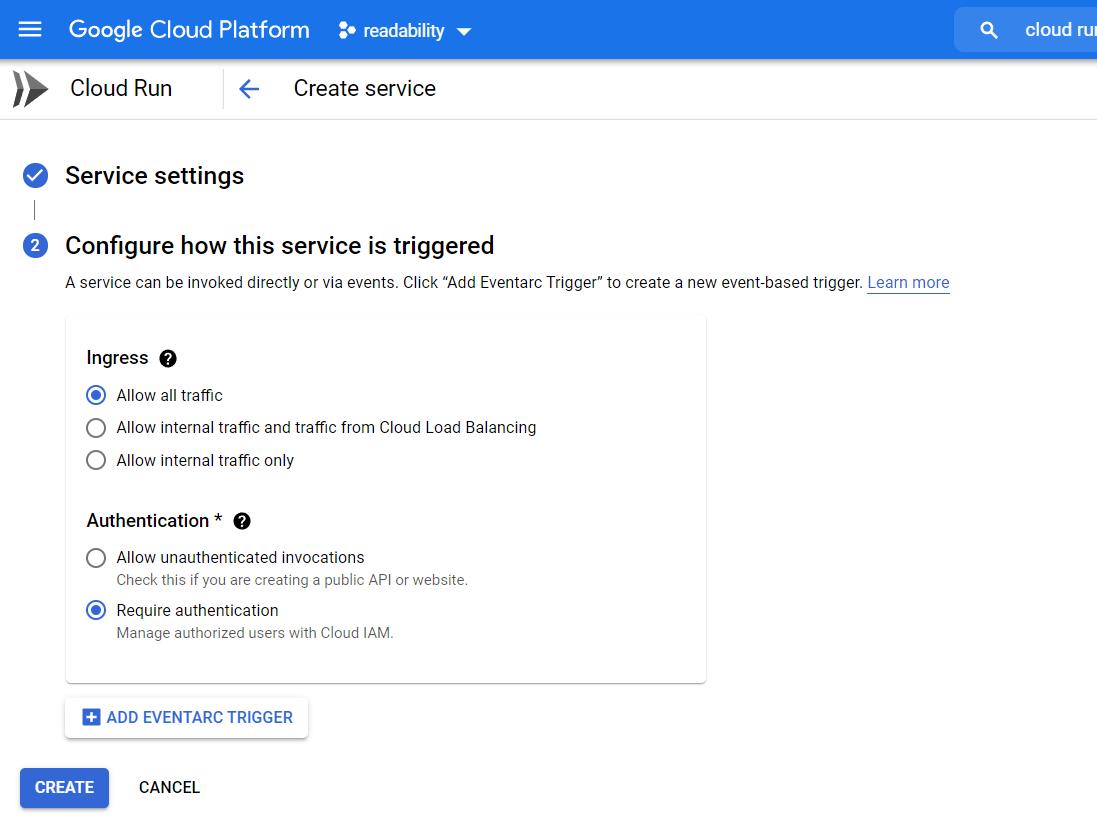 Google Cloud Platform readability cloud
Cloud Run Create service
Service settings
2 Configure how this service is triggered
A service can be invoked directly or via events. Click “Add Eventarc Trigger” to create a new event-based trigger. Learn more
Ingress ?
Allow all traffic
Allow internal traffic and traffic from Cloud Load Balancing
Allow internal traffic only
Authentication * ?
Allow unauthenticated invocations
Check this if you are creating a public API or website.
Require authentication
Manage authorized users with Cloud IAM.
ADD EVENTARC TRIGGER
CREATE CANCEL